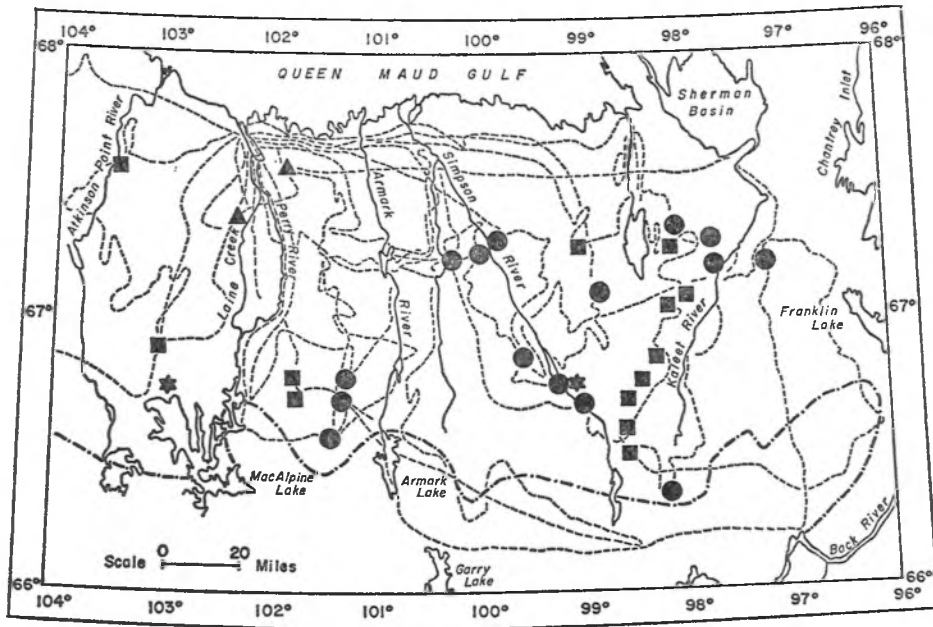 104° 103° 102° 101° 100° 99° 98° 97° 96°
68° 68°
QUEEN MAUD GULF
Sherman
Basin
Chantrey Inlet
Atkinson Point River
Laine Creek
Perry River
Armark River
Simpson River
Kaleet River
67° 67°
Franklin
Lake
MacAlpine
Lake
Armark
Lake
Back River
Scale 0 20 Miles
Garry
Lake
66° 66°
104° 103° 102° 101° 100° 99° 98° 97° 96°